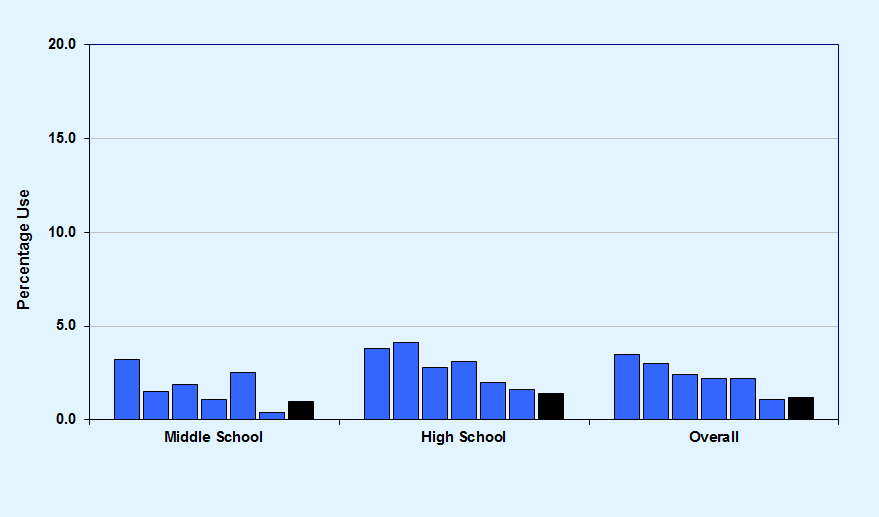 20.0
15.0
10.0
5.0
0.0
Percentage Use
Middle School
High School
Overall